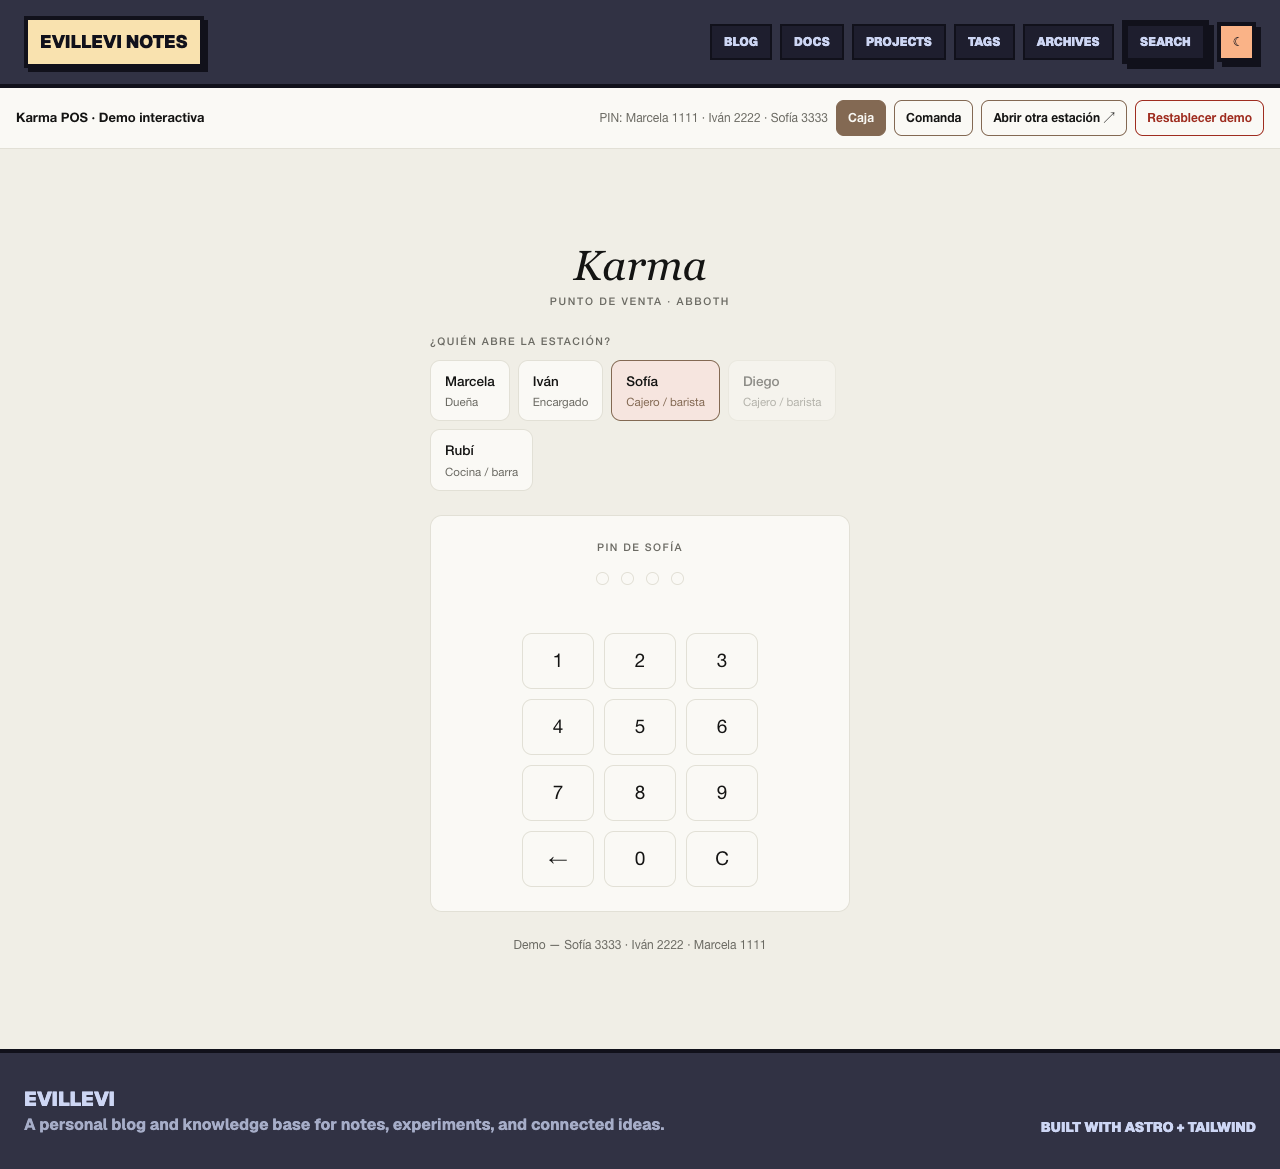 EVILLEVI NOTES
BLOG
DOCS
PROJECTS
TAGS
ARCHIVES
SEARCH
☾
Karma POS · Demo interactiva
PIN: Marcela 1111 · Iván 2222 · Sofía 3333
Caja
Comanda
Abrir otra estación ↗
Restablecer demo
Karma
PUNTO DE VENTA · ABBOTH
¿QUIÉN ABRE LA ESTACIÓN?
Marcela
Dueña
Iván
Encargado
Sofía
Cajero / barista
Diego
Cajero / barista
Rubí
Cocina / barra
PIN DE SOFÍA
1 2 3
4 5 6
7 8 9
← 0 C
Demo — Sofía 3333 · Iván 2222 · Marcela 1111
EVILLEVI
A personal blog and knowledge base for notes, experiments, and connected ideas.
BUILT WITH ASTRO + TAILWIND